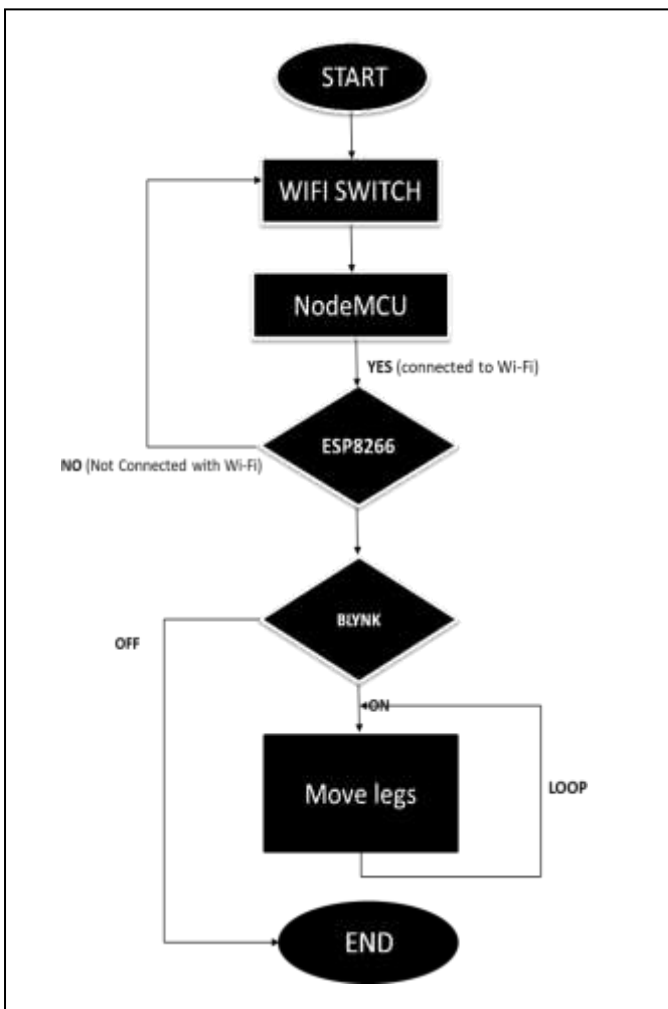 START
WIFI SWITCH
NodeMCU
YES (connected to Wi-Fi)
ESP8266
NO (Not Connected with Wi-Fi)
BLYNK
OFF
ON
Move legs
LOOP
END